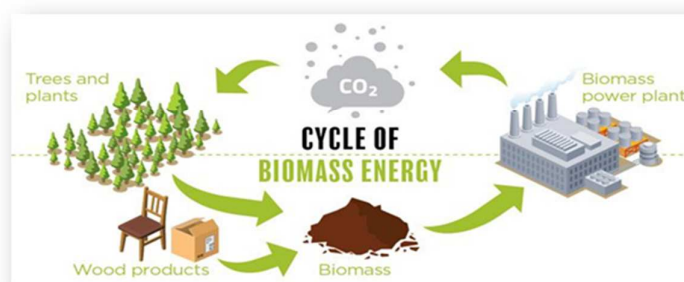 CO₂
Trees and
plants
Biomass
power plant
CYCLE OF
BIOMASS ENERGY
Wood products
Biomass